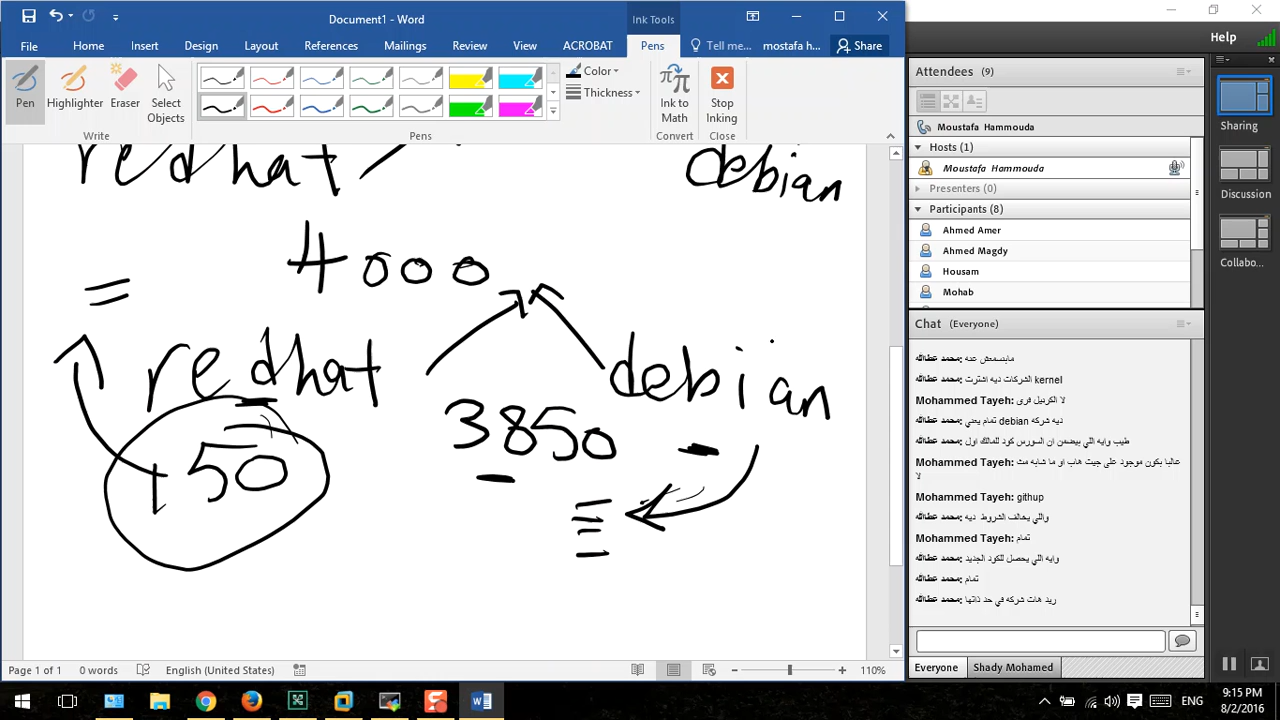 Document1 - Word
Ink Tools
File
Home
Insert
Design
Layout
References
Mailings
Review
View
ACROBAT
Pens
Tell me...
mostafa h...
Share
Pen
Highlighter
Eraser
Select Objects
Color
Thickness
Ink to Math
Stop Inking
Write
Pens
Convert
Close
redhat
debian
4000
=
redhat
debian
3850
150
Page 1 of 1
0 words
English (United States)
110%
Help
Attendees (9)
Moustafa Hammouda
Hosts (1)
Moustafa Hammouda
Presenters (0)
Participants (8)
Ahmed Amer
Ahmed Magdy
Housam
Mohab
Sharing
Discussion
Collabo...
Chat (Everyone)
محمد عطاالله: مابنسمعش عنه
محمد عطاالله: الشركات ديه اشترت kernel
Mohammed Tayeh: لا الكرنيل فرى
محمد عطاالله: تمام يعني debian ديه شركه
محمد عطاالله: طيب وايه اللي بيضمن ان السورس كود للمالك اول
Mohammed Tayeh: غالبا بكون موجود على جيت هاب او ما شابه مث لا
Mohammed Tayeh: githup
محمد عطاالله: واللي يخالف الشروط ديه
Mohammed Tayeh: تمام
محمد عطاالله: وايه اللي يحصل للكود الجديد
محمد عطاالله: تمام
محمد عطاالله: ريد هات شركه في حد ذاتها
Everyone
Shady Mohamed
ENG
9:15 PM
8/2/2016